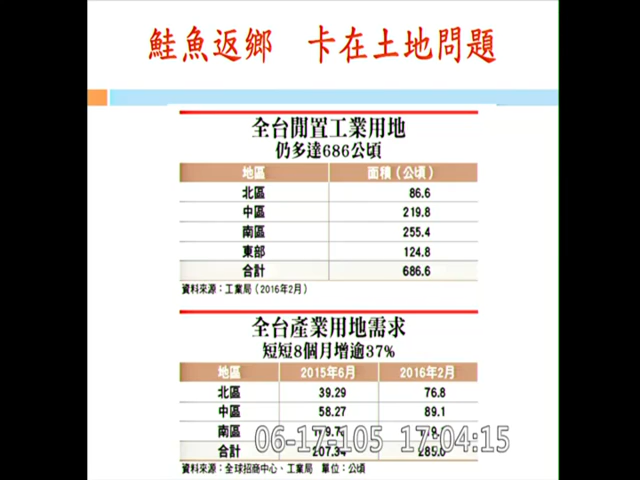 鮭魚返鄉 卡在土地問題
全台閒置工業用地
仍多達686公頃
地區 面積（公頃）
北區 86.6
中區 219.8
南區 255.4
東部 124.8
合計 686.6
資料來源：工業局（2016年2月）
全台產業用地需求
短短8個月增逾37%
地區 2015年6月 2016年2月
北區 39.29 76.8
中區 58.27 89.1
南區
06-17-105 17:04:15
合計 207.34 285.0
資料來源：全球招商中心、工業局 單位：公頃